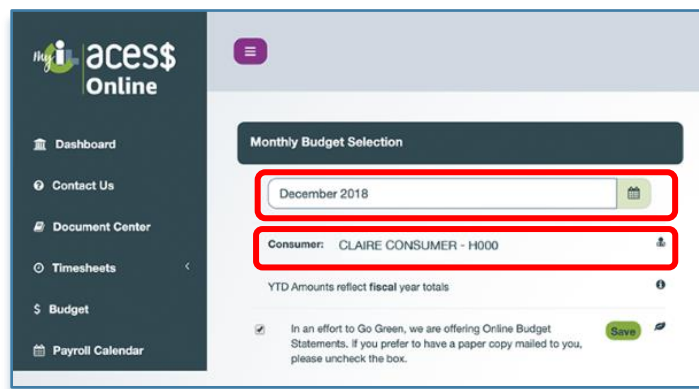 my iL aces$
Online
Dashboard
Contact Us
Document Center
Timesheets
$ Budget
Payroll Calendar
Monthly Budget Selection
December 2018
Consumer: CLAIRE CONSUMER - H000
YTD Amounts reflect fiscal year totals
In an effort to Go Green, we are offering Online Budget
Statements. If you prefer to have a paper copy mailed to you,
please uncheck the box.
Save